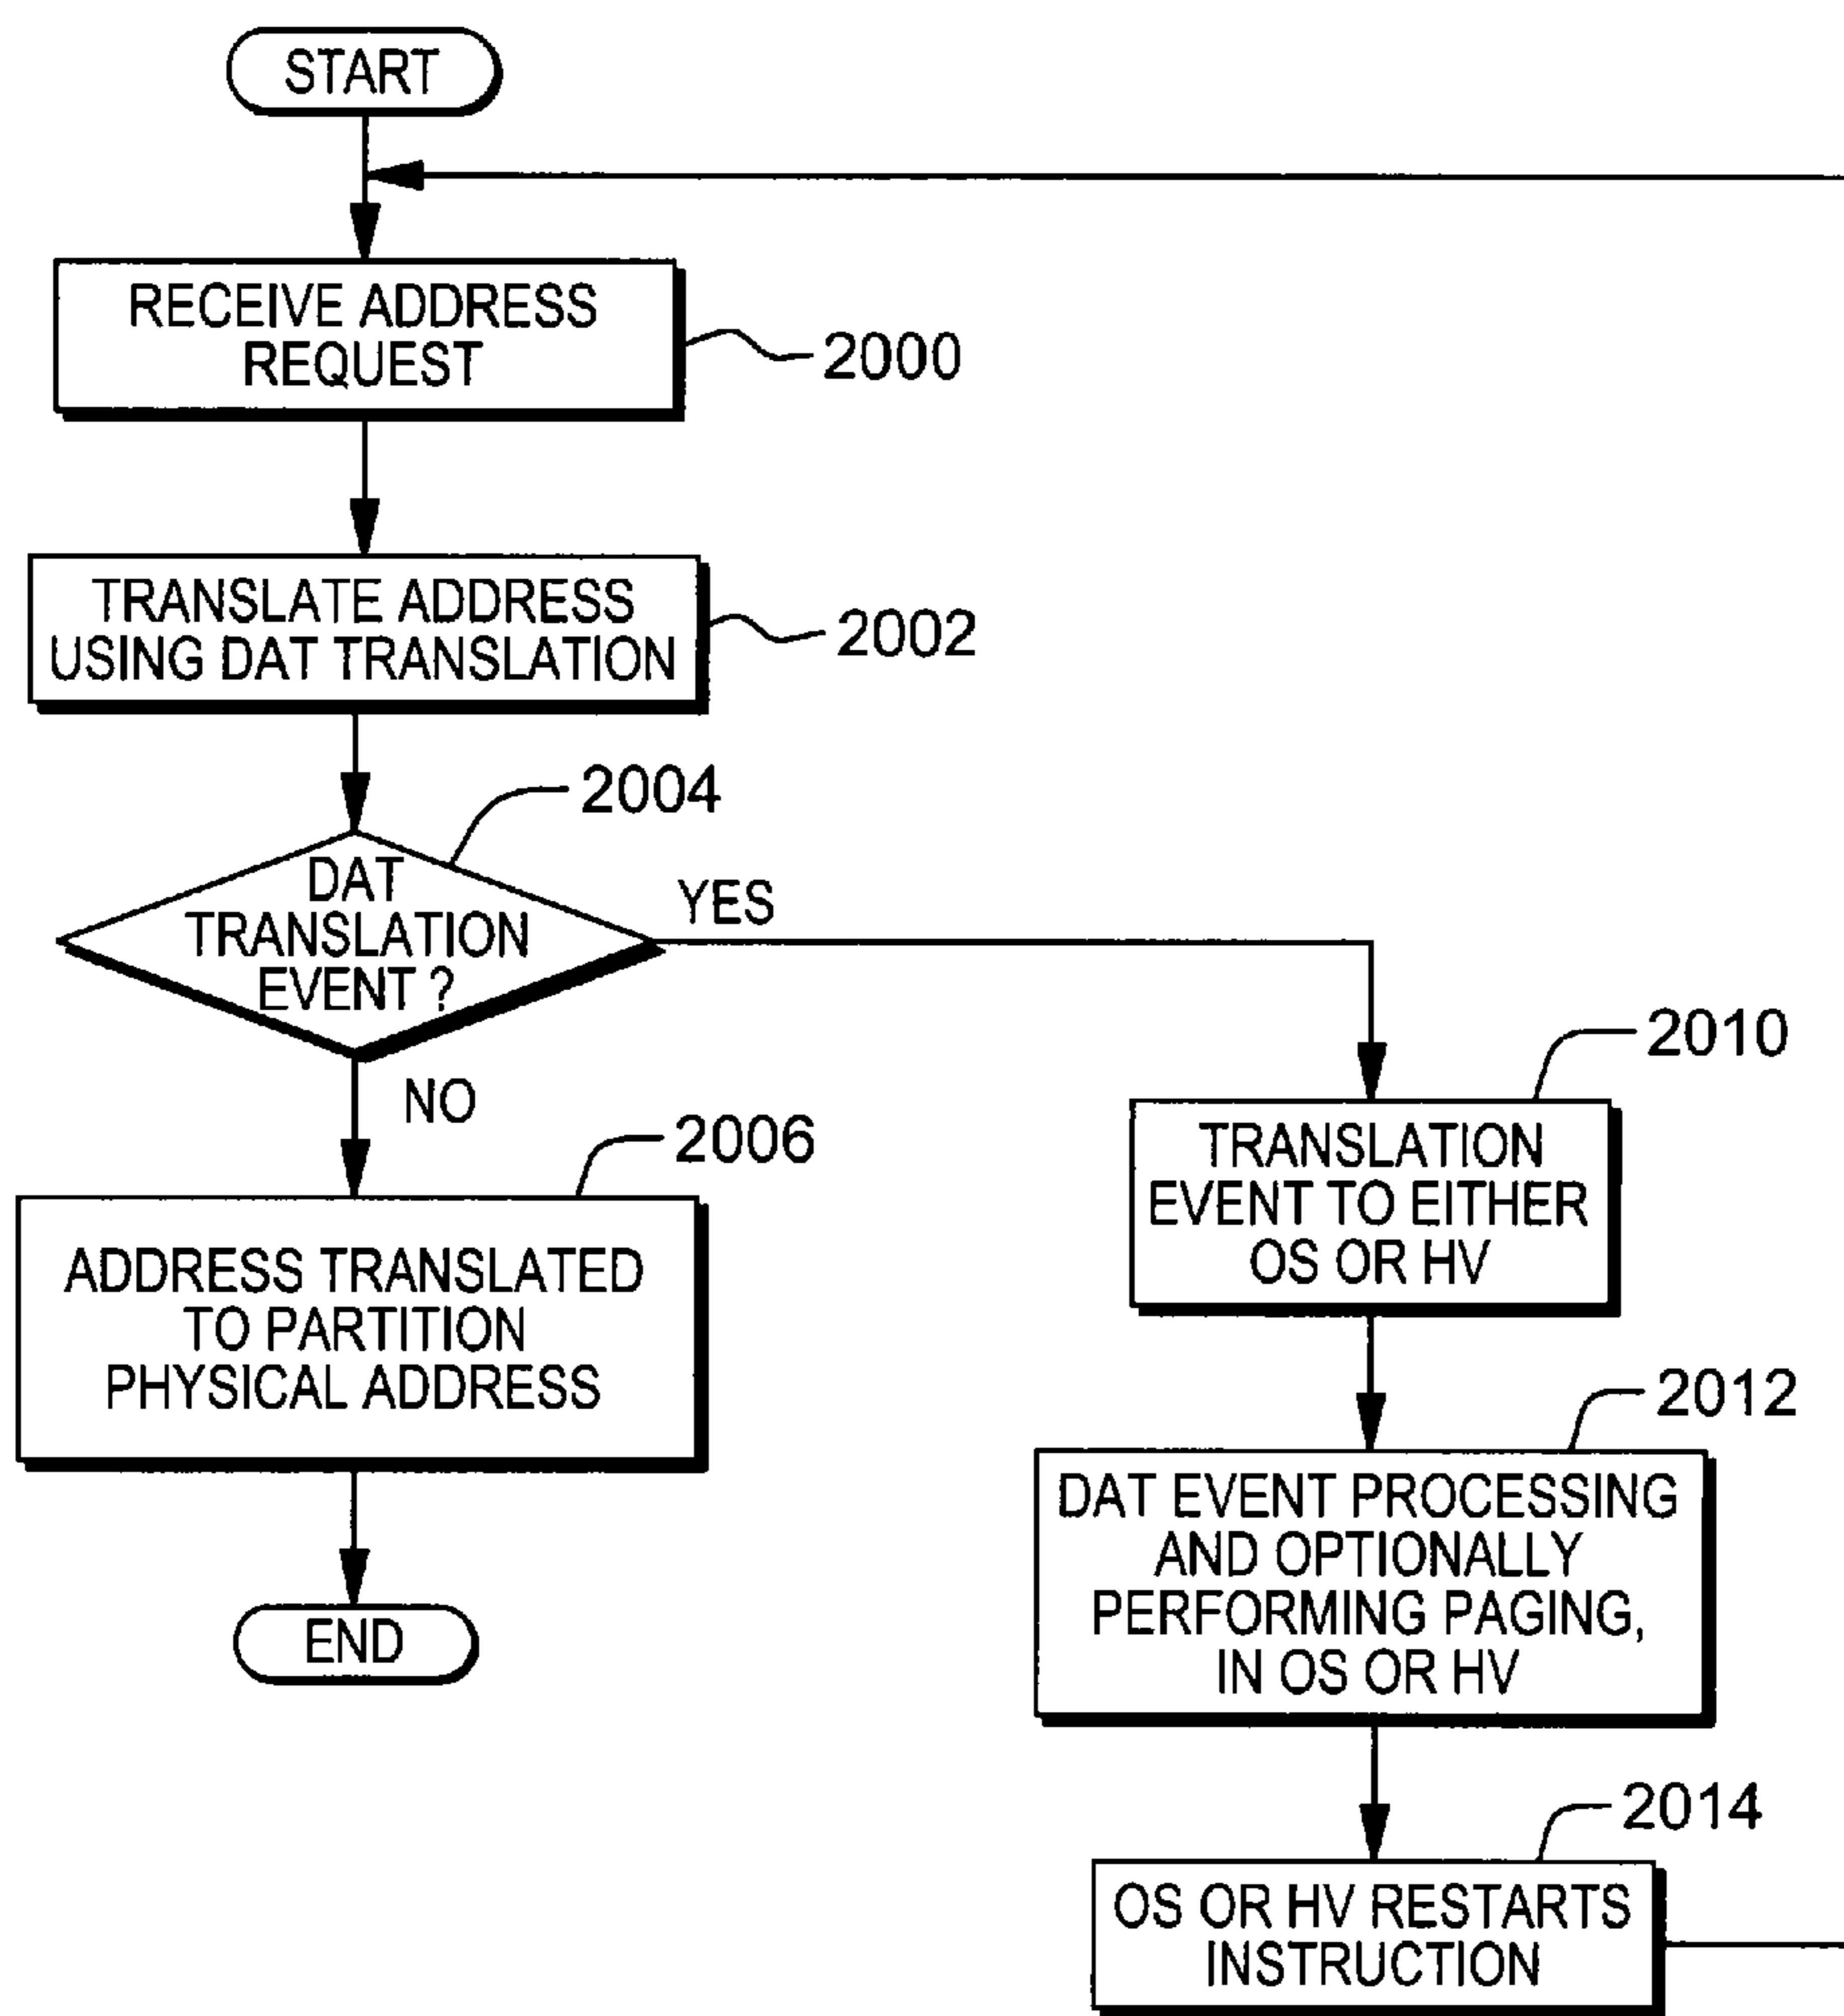 START
RECEIVE ADDRESS
REQUEST
2000
TRANSLATE ADDRESS
USING DAT TRANSLATION
2002
2004
DAT
TRANSLATION
EVENT ?
YES
NO
2006
ADDRESS TRANSLATED
TO PARTITION
PHYSICAL ADDRESS
END
2010
TRANSLATION
EVENT TO EITHER
OS OR HV
2012
DAT EVENT PROCESSING
AND OPTIONALLY
PERFORMING PAGING,
IN OS OR HV
2014
OS OR HV RESTARTS
INSTRUCTION